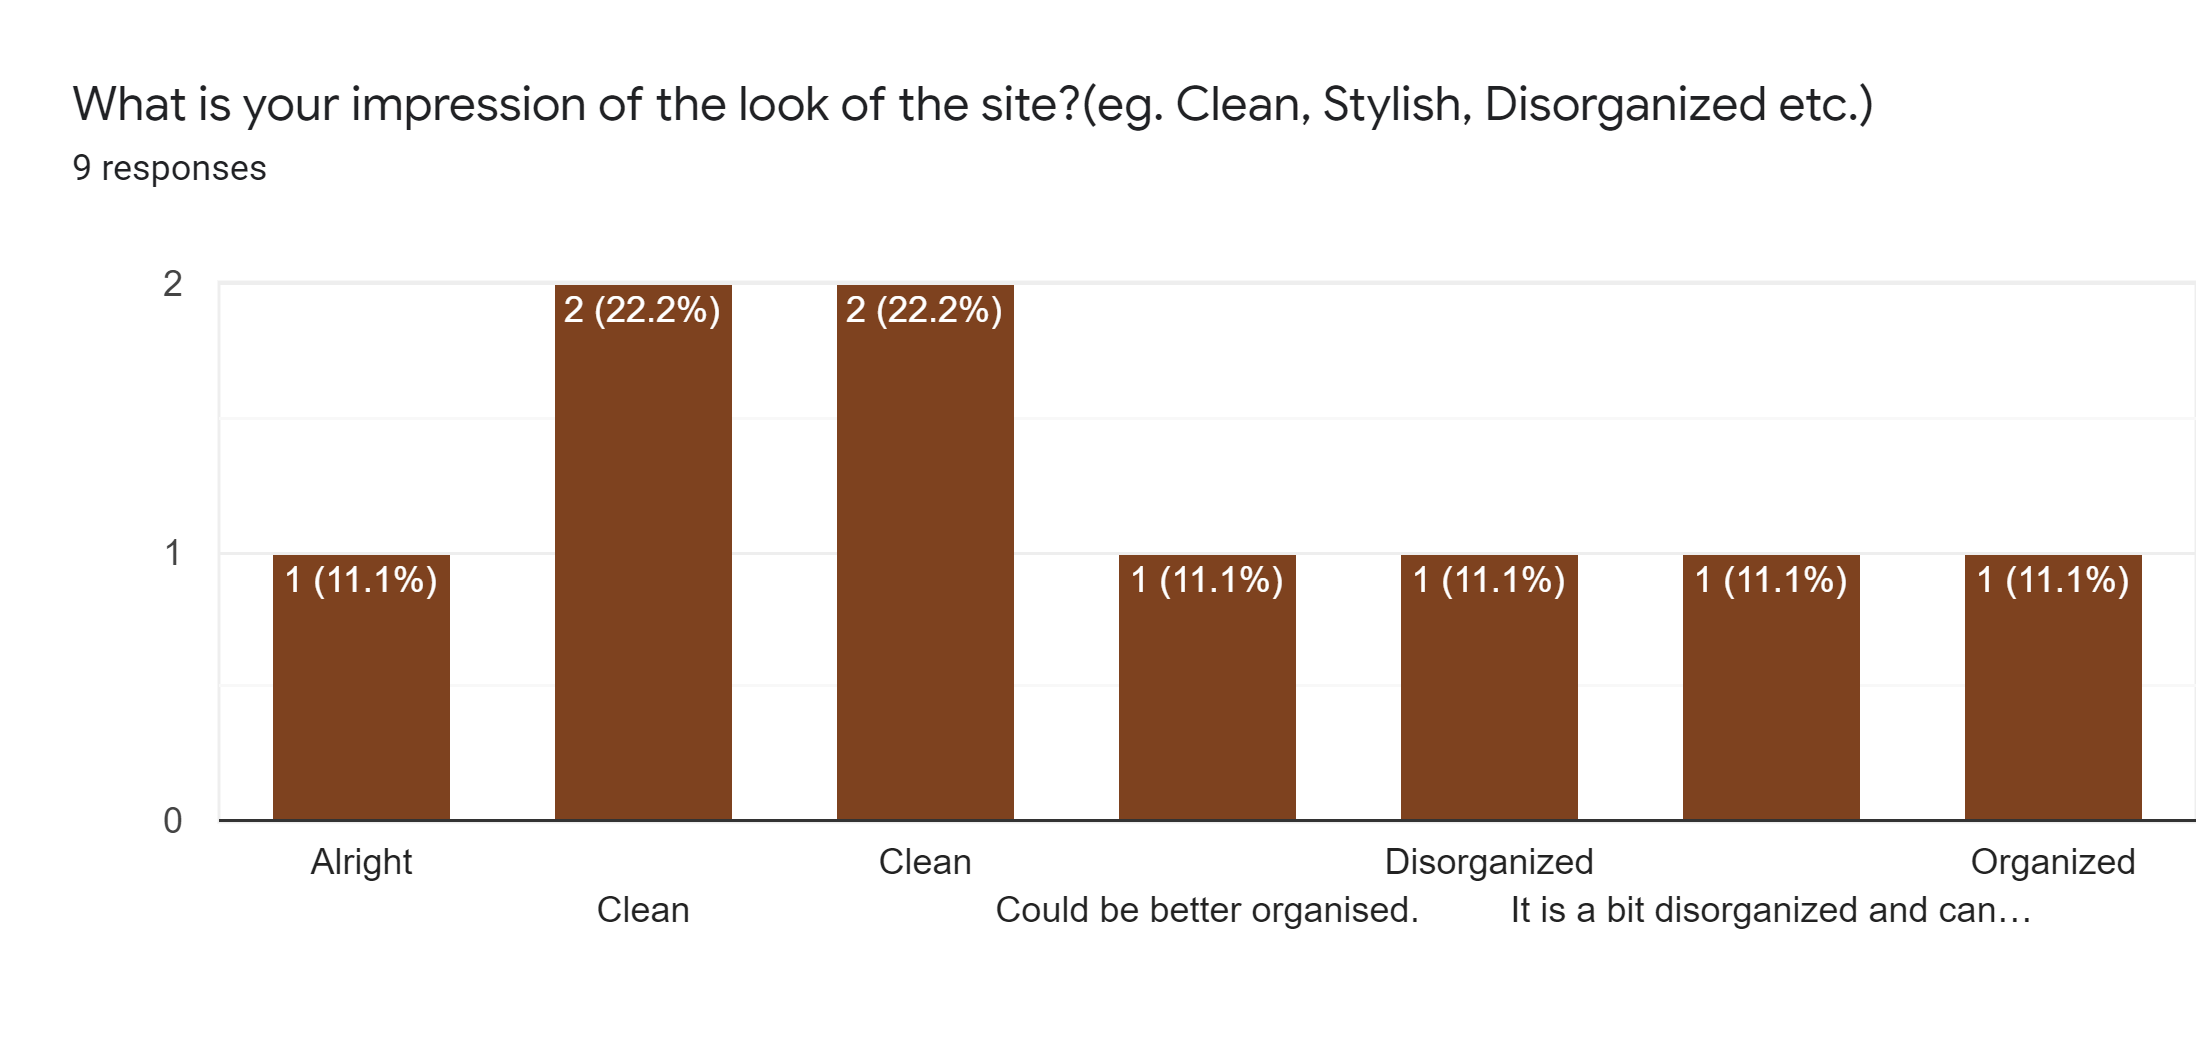 What is your impression of the look of the site?(eg. Clean, Stylish, Disorganized etc.)
9 responses
2
1
0
2 (22.2%)
2 (22.2%)
1 (11.1%)
1 (11.1%)
1 (11.1%)
1 (11.1%)
1 (11.1%)
Alright
Clean
Clean
Could be better organised.
Disorganized
It is a bit disorganized and can…
Organized